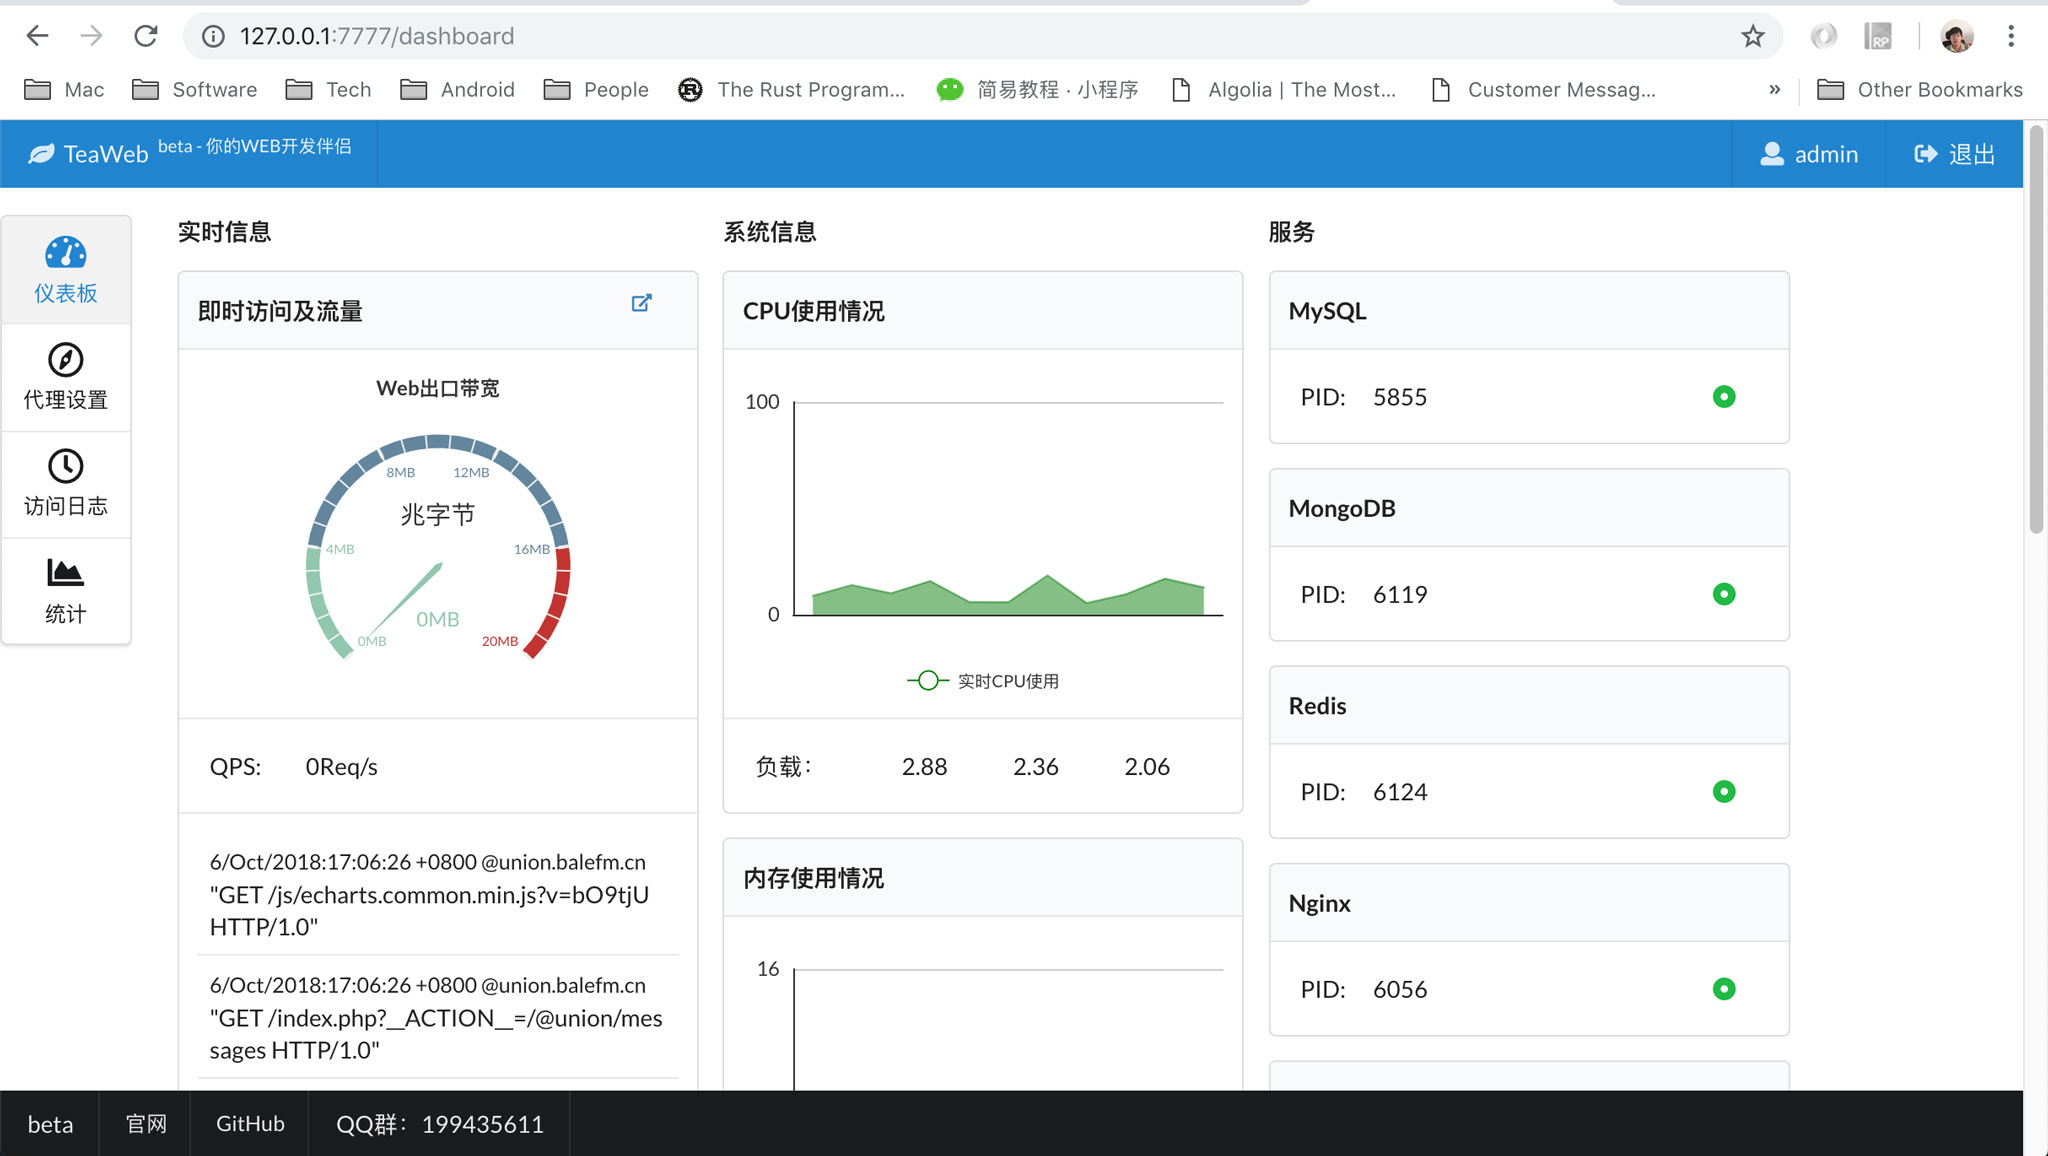 127.0.0.1:7777/dashboard
Mac
Software
Tech
Android
People
The Rust Program...
简易教程 · 小程序
Algolia | The Most...
Customer Messag...
»
Other Bookmarks
TeaWeb beta - 你的WEB开发伴侣
admin
退出
仪表板
代理设置
访问日志
统计
实时信息
即时访问及流量
Web出口带宽
8MB
12MB
兆字节
4MB
16MB
0MB
0MB
20MB
QPS: 0Req/s
6/Oct/2018:17:06:26 +0800 @union.balefm.cn
"GET /js/echarts.common.min.js?v=bO9tjU
HTTP/1.0"
6/Oct/2018:17:06:26 +0800 @union.balefm.cn
"GET /index.php?__ACTION__=/@union/mes
sages HTTP/1.0"
系统信息
CPU使用情况
100
0
实时CPU使用
负载： 2.88 2.36 2.06
内存使用情况
16
服务
MySQL
PID: 5855
MongoDB
PID: 6119
Redis
PID: 6124
Nginx
PID: 6056
beta
官网
GitHub
QQ群：199435611